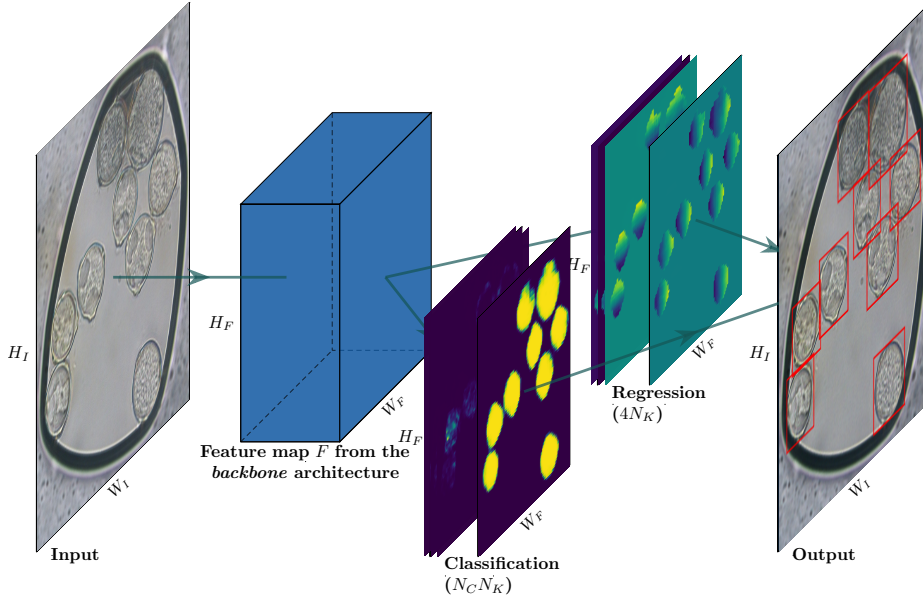 H_I
W_I
Input
H_F
W_F
Feature map F from the
backbone architecture
H_F
W_F
Classification
(N_C N_K)
H_F
W_F
Regression
(4N_K)
H_I
W_I
Output